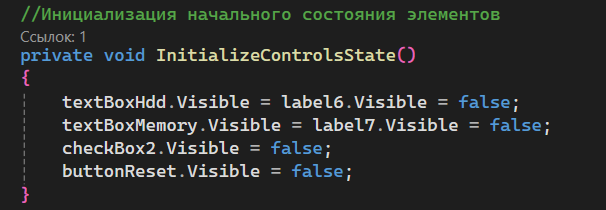 //Инициализация начального состояния элементов
Ссылок: 1
private void InitializeControlsState()
{
textBoxHdd.Visible = label6.Visible = false;
textBoxMemory.Visible = label7.Visible = false;
checkBox2.Visible = false;
buttonReset.Visible = false;
}